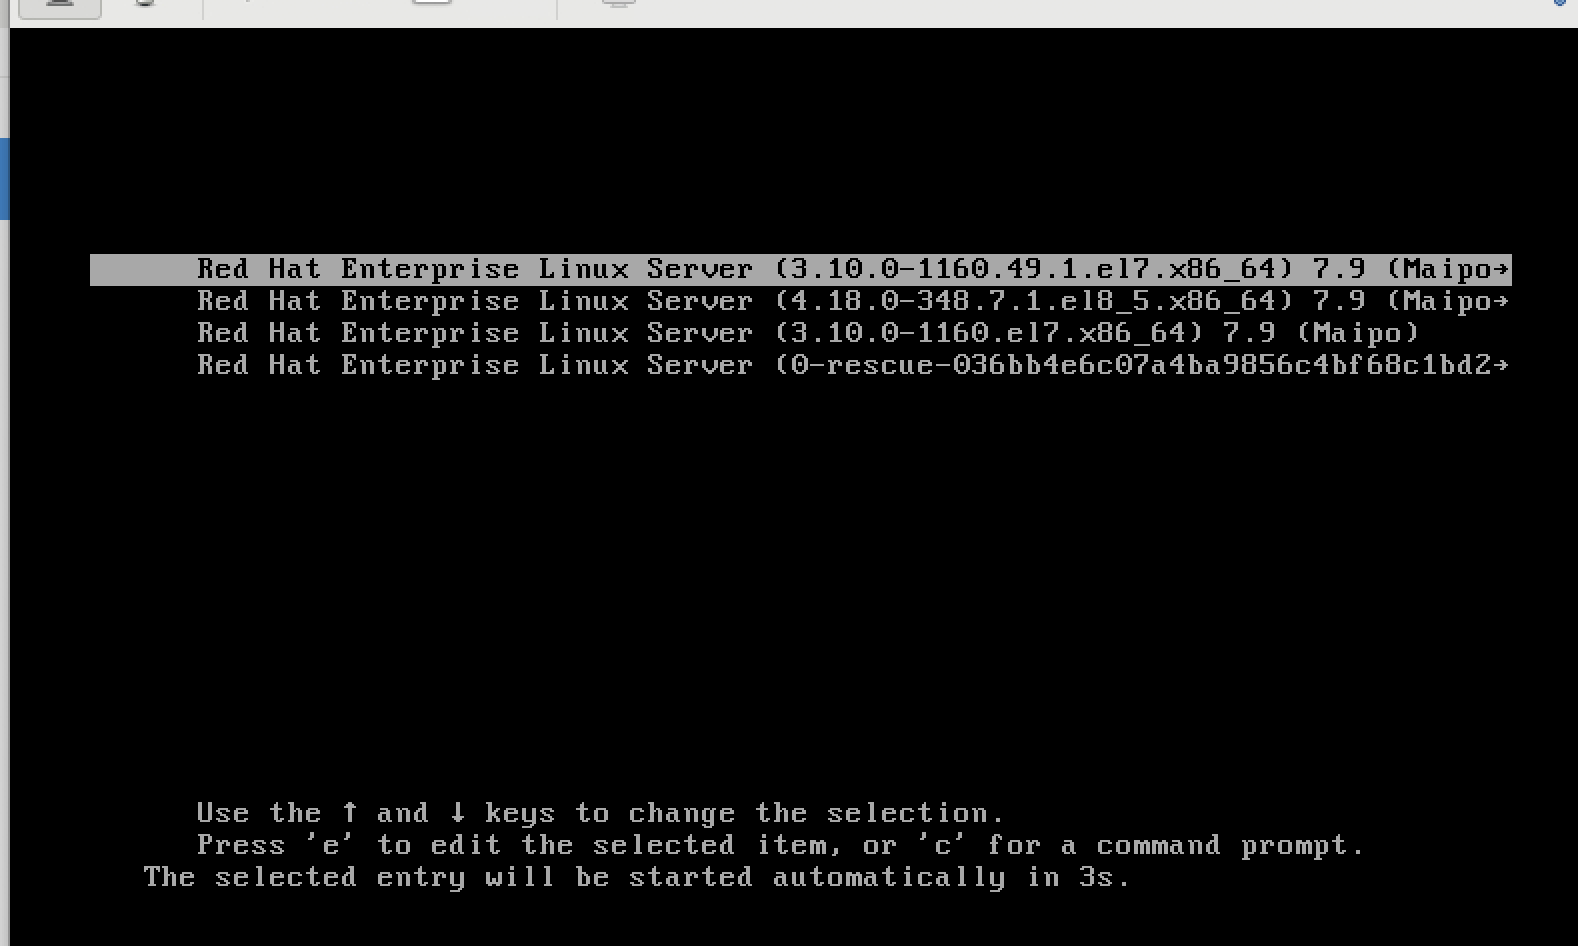 Red Hat Enterprise Linux Server (3.10.0-1160.49.1.el7.x86_64) 7.9 (Maipo→
Red Hat Enterprise Linux Server (4.18.0-348.7.1.el8_5.x86_64) 7.9 (Maipo→
Red Hat Enterprise Linux Server (3.10.0-1160.el7.x86_64) 7.9 (Maipo)
Red Hat Enterprise Linux Server (0-rescue-036bb4e6c07a4ba9856c4bf68c1bd2→
Use the ↑ and ↓ keys to change the selection.
Press 'e' to edit the selected item, or 'c' for a command prompt.
The selected entry will be started automatically in 3s.